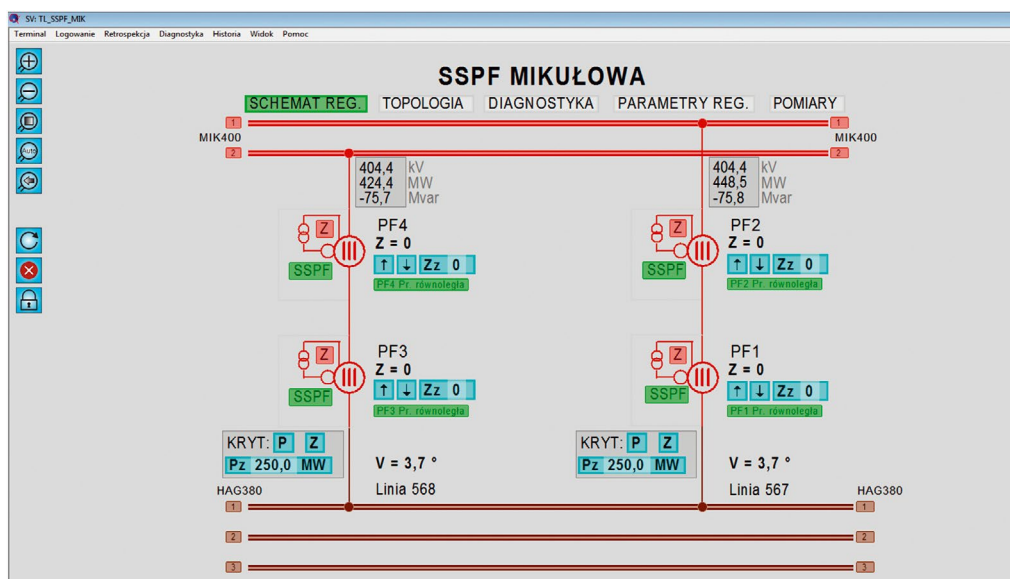 SV: TL_SSPF_MIK
Terminal Logowanie Retrospekcja Diagnostyka Historia Widok Pomoc
SSPF MIKUŁOWA
SCHEMAT REG. TOPOLOGIA DIAGNOSTYKA PARAMETRY REG. POMIARY
1 1
MIK400 MIK400
2 2
404,4 kV 404,4 kV
424,4 MW 448,5 MW
-75,7 Mvar -75,8 Mvar
Auto
Z PF4 Z PF2
Z = 0 Z = 0
SSPF ↑ ↓ Zz 0 SSPF ↑ ↓ Zz 0
PF4 Pr. równoległa PF2 Pr. równoległa
Z PF3 Z PF1
Z = 0 Z = 0
SSPF ↑ ↓ Zz 0 SSPF ↑ ↓ Zz 0
PF3 Pr. równoległa PF1 Pr. równoległa
KRYT: P Z KRYT: P Z
Pz 250,0 MW V = 3,7 ° Pz 250,0 MW V = 3,7 °
HAG380 Linia 568 Linia 567 HAG380
1 1
2 2
3 3